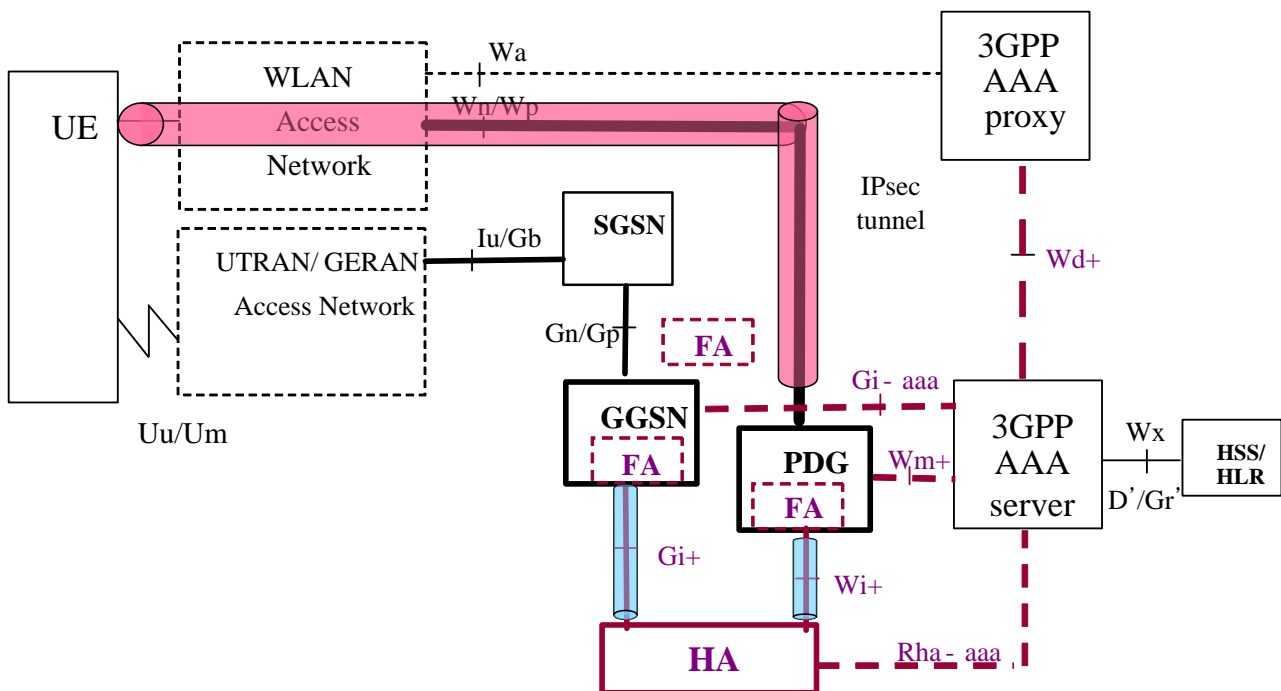 Wa
3GPP
AAA
proxy
WLAN
Access
Network
Wn/Wp
UE
IPsec
tunnel
SGSN
Iu/Gb
UTRAN/ GERAN
Access Network
Wd+
Gn/Gp
FA
Gi - aaa
Uu/Um
GGSN
FA
PDG
FA
Wm+
3GPP
AAA
server
Wx
D'/Gr'
HSS/
HLR
Gi+
Wi+
HA
Rha - aaa